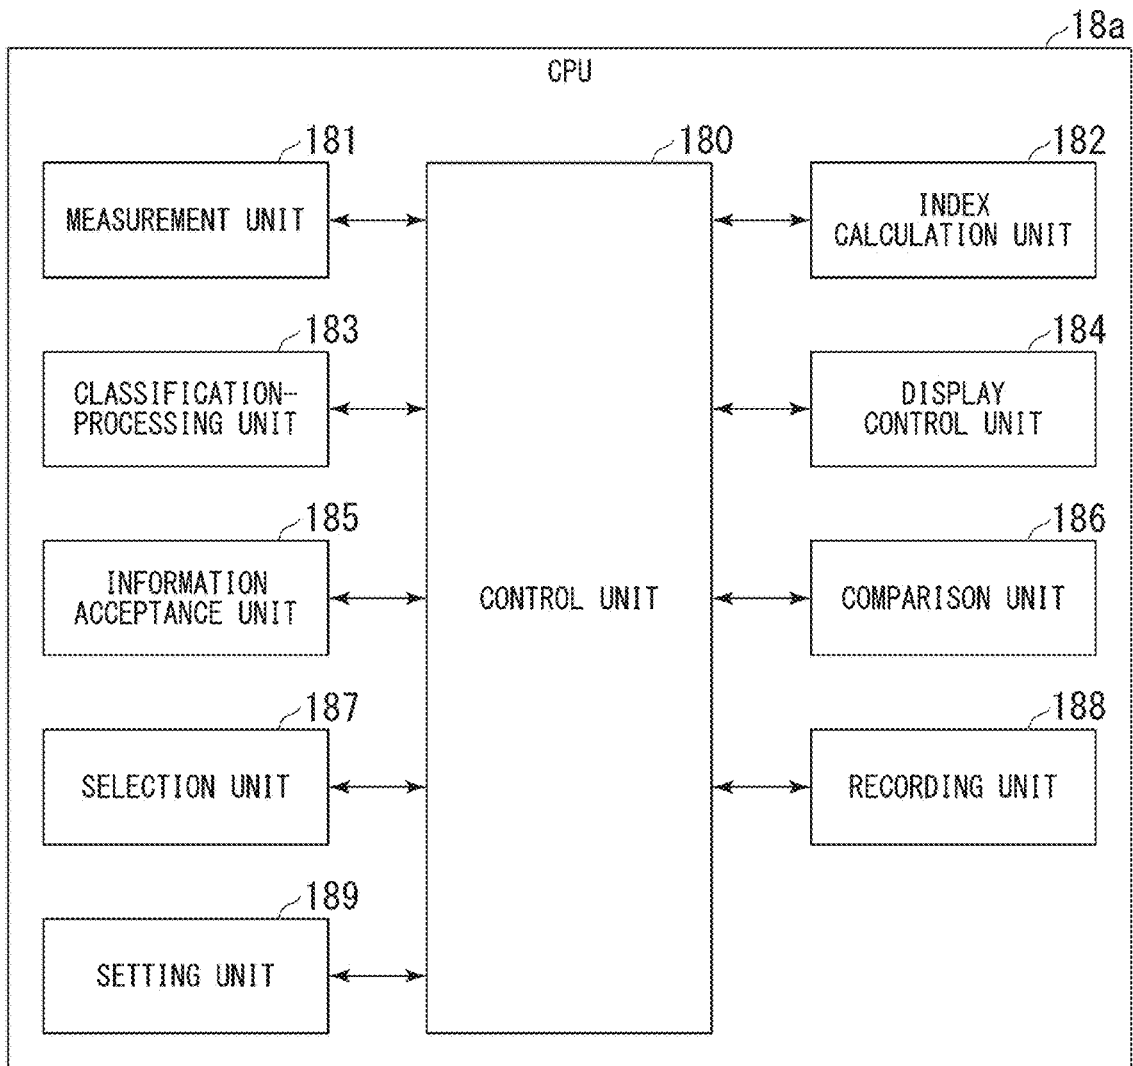 18a
CPU
181
180
182
MEASUREMENT UNIT
INDEX
CALCULATION UNIT
183
184
CLASSIFICATION-
PROCESSING UNIT
DISPLAY
CONTROL UNIT
185
186
INFORMATION
ACCEPTANCE UNIT
CONTROL UNIT
COMPARISON UNIT
187
188
SELECTION UNIT
RECORDING UNIT
189
SETTING UNIT